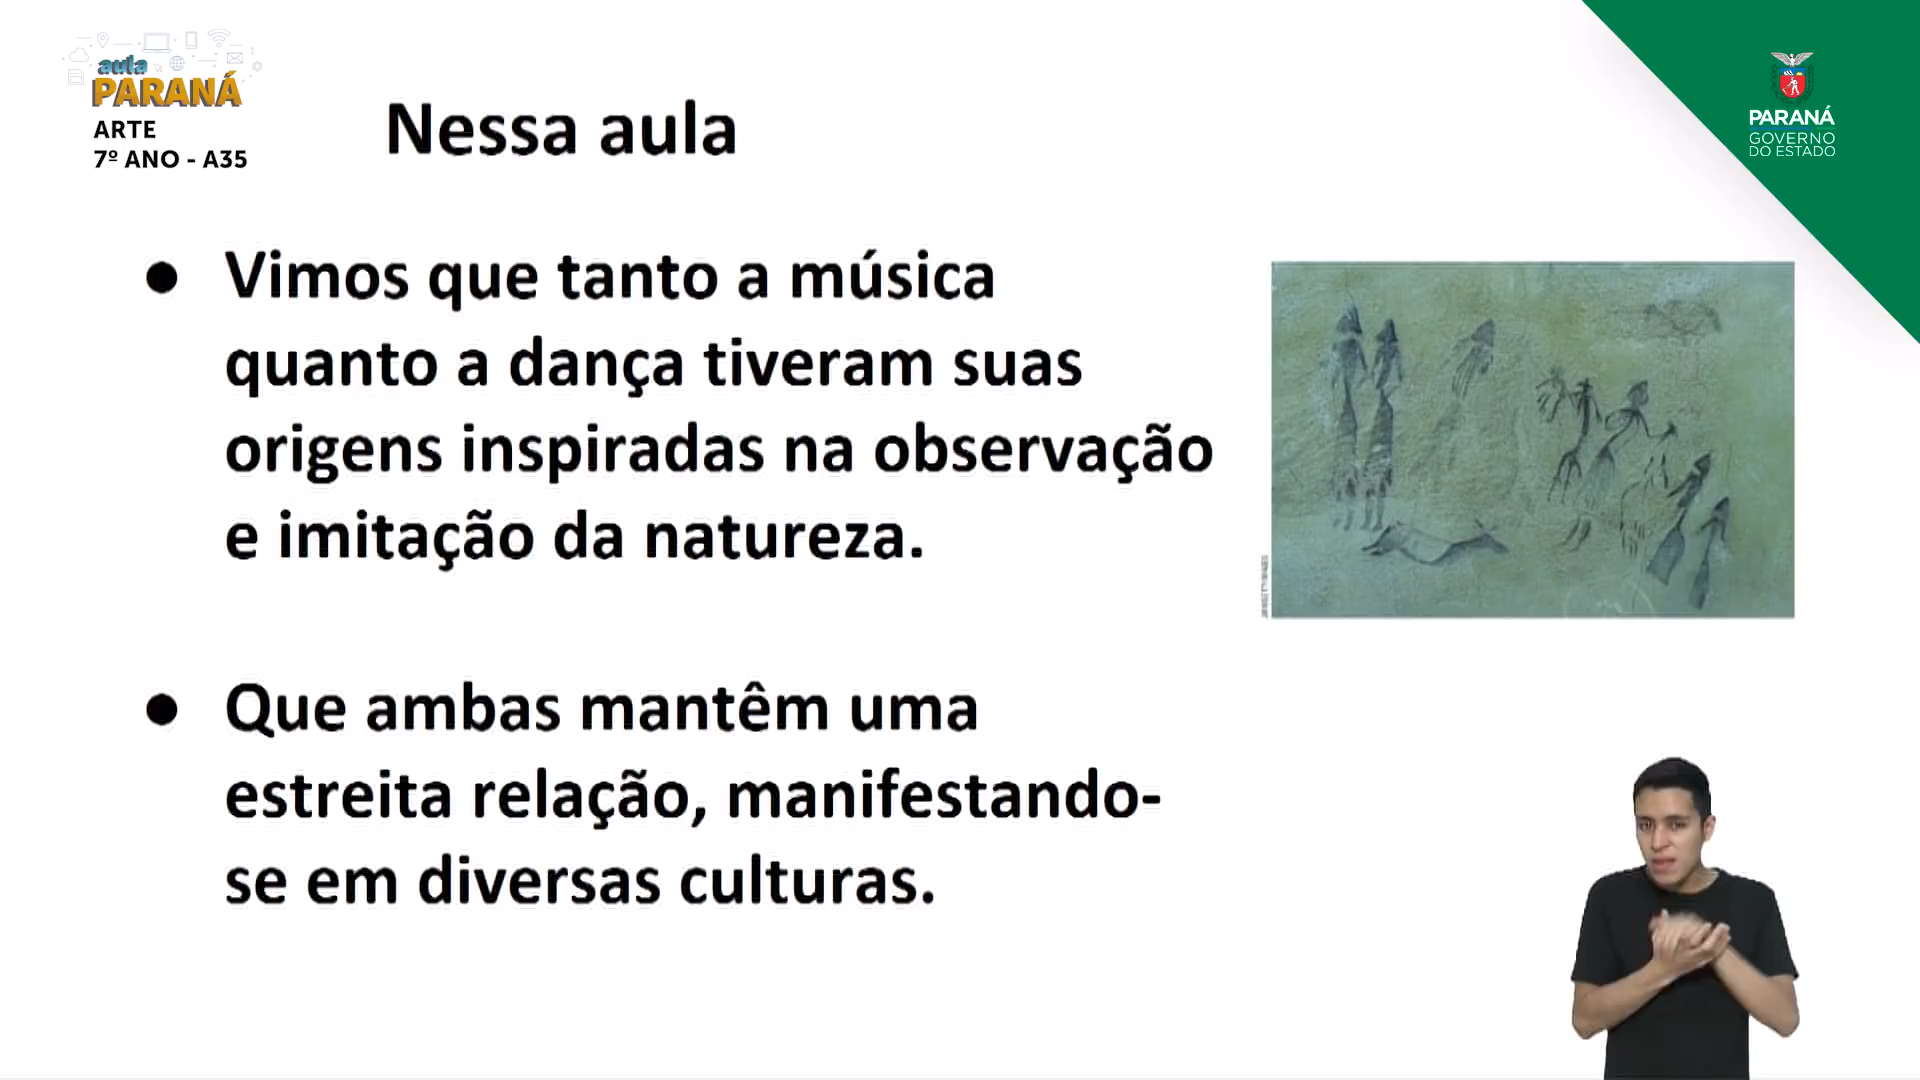 aula
PARANÁ
ARTE
7º ANO - A35
Nessa aula
PARANÁ
GOVERNO
DO ESTADO
● Vimos que tanto a música
quanto a dança tiveram suas
origens inspiradas na observação
e imitação da natureza.
● Que ambas mantêm uma
estreita relação, manifestando-
se em diversas culturas.